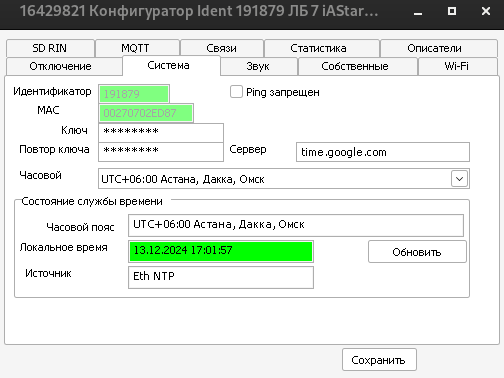 16429821 Конфигуратор Ident 191879 ЛБ 7 iAStar...
SD RIN MQTT Связи Статистика Описатели
Отключение Система Звук Собственные Wi-Fi
Идентификатор 191879 Ping запрещен
MAC 00270702ED87
Ключ ********
Повтор ключа ******** Сервер time.google.com
Часовой UTC+06:00 Астана, Дакка, Омск
Состояние службы времени
Часовой пояс UTC+06:00 Астана, Дакка, Омск
Локальное время 13.12.2024 17:01:57 Обновить
Источник Eth NTP
Сохранить